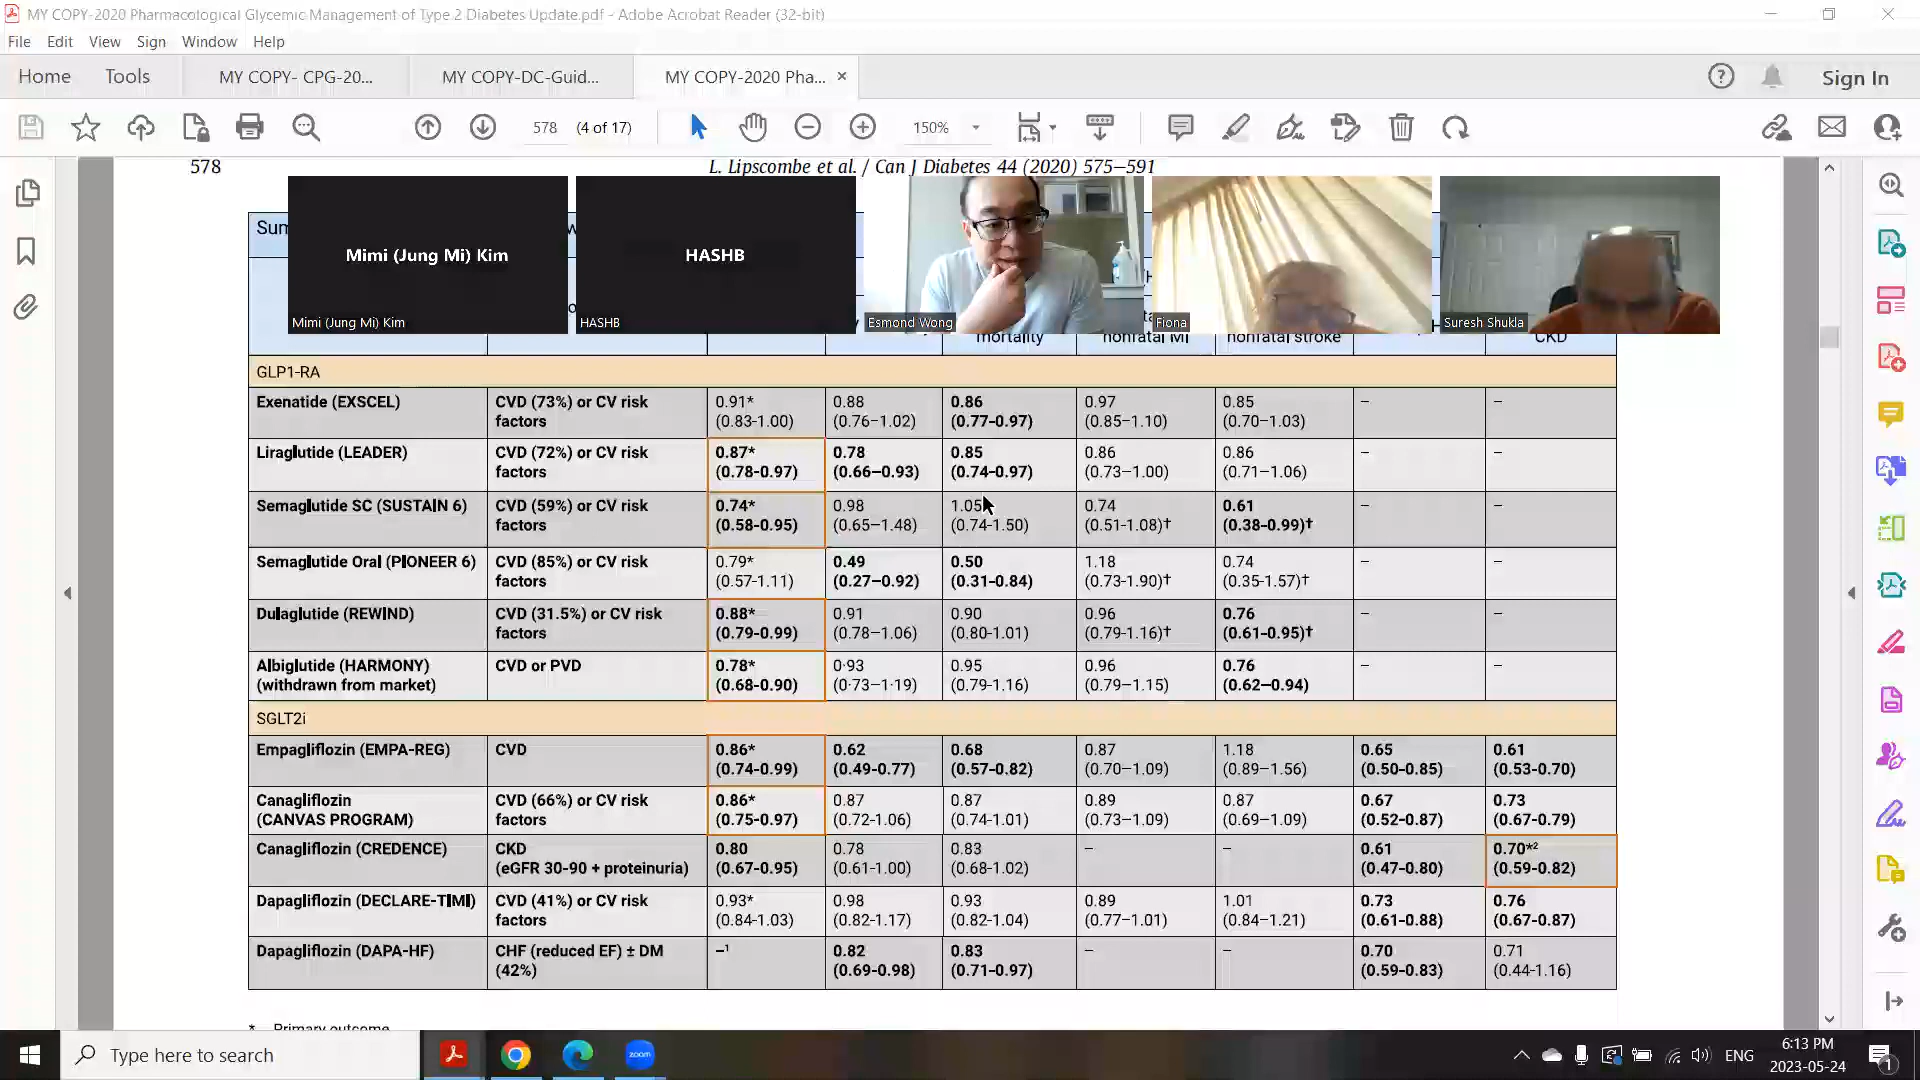 MY COPY-2020 Pharmacological Glycemic Management of Type 2 Diabetes Update.pdf - Adobe Acrobat Reader (32-bit)
File Edit View Sign Window Help
Home Tools MY COPY- CPG-20... MY COPY-DC-Guid... MY COPY-2020 Pha... × Sign In
578 (4 of 17) 150%
578 L. Lipscombe et al. / Can J Diabetes 44 (2020) 575–591
Mimi (Jung Mi) Kim HASHB
Mimi (Jung Mi) Kim HASHB Esmond Wong Fiona Suresh Shukla
mortality nonfatal MI nonfatal stroke CKD
GLP1-RA
Exenatide (EXSCEL) CVD (73%) or CV risk 0.91* 0.88 0.86 0.97 0.85 – –
factors (0.83-1.00) (0.76–1.02) (0.77–0.97) (0.85–1.10) (0.70–1.03)
Liraglutide (LEADER) CVD (72%) or CV risk 0.87* 0.78 0.85 0.86 0.86 – –
factors (0.78-0.97) (0.66–0.93) (0.74–0.97) (0.73–1.00) (0.71–1.06)
Semaglutide SC (SUSTAIN 6) CVD (59%) or CV risk 0.74* 0.98 1.05 0.74 0.61 – –
factors (0.58-0.95) (0.65–1.48) (0.74-1.50) (0.51-1.08)† (0.38-0.99)†
Semaglutide Oral (PIONEER 6) CVD (85%) or CV risk 0.79* 0.49 0.50 1.18 0.74 – –
factors (0.57-1.11) (0.27–0.92) (0.31-0.84) (0.73-1.90)† (0.35-1.57)†
Dulaglutide (REWIND) CVD (31.5%) or CV risk 0.88* 0.91 0.90 0.96 0.76 – –
factors (0.79-0.99) (0.78–1.06) (0.80-1.01) (0.79-1.16)† (0.61-0.95)†
Albiglutide (HARMONY) CVD or PVD 0.78* 0·93 0.95 0.96 0.76 – –
(withdrawn from market) (0.68-0.90) (0·73–1·19) (0.79-1.16) (0.79–1.15) (0.62–0.94)
SGLT2i
Empagliflozin (EMPA-REG) CVD 0.86* 0.62 0.68 0.87 1.18 0.65 0.61
(0.74-0.99) (0.49-0.77) (0.57-0.82) (0.70–1.09) (0.89–1.56) (0.50-0.85) (0.53-0.70)
Canagliflozin CVD (66%) or CV risk 0.86* 0.87 0.87 0.89 0.87 0.67 0.73
(CANVAS PROGRAM) factors (0.75-0.97) (0.72-1.06) (0.74-1.01) (0.73–1.09) (0.69–1.09) (0.52-0.87) (0.67-0.79)
Canagliflozin (CREDENCE) CKD 0.80 0.78 0.83 – – 0.61 0.70*²
(eGFR 30-90 + proteinuria) (0.67-0.95) (0.61-1.00) (0.68-1.02) (0.47-0.80) (0.59-0.82)
Dapagliflozin (DECLARE-TIMI) CVD (41%) or CV risk 0.93* 0.98 0.93 0.89 1.01 0.73 0.76
factors (0.84-1.03) (0.82-1.17) (0.82-1.04) (0.77–1.01) (0.84–1.21) (0.61-0.88) (0.67-0.87)
Dapagliflozin (DAPA-HF) CHF (reduced EF) ± DM –¹ 0.82 0.83 – – 0.70 0.71
(42%) (0.69-0.98) (0.71-0.97) (0.59-0.83) (0.44-1.16)
* Primary outcome
Type here to search zoom ENG 6:13 PM
2023-05-24 1